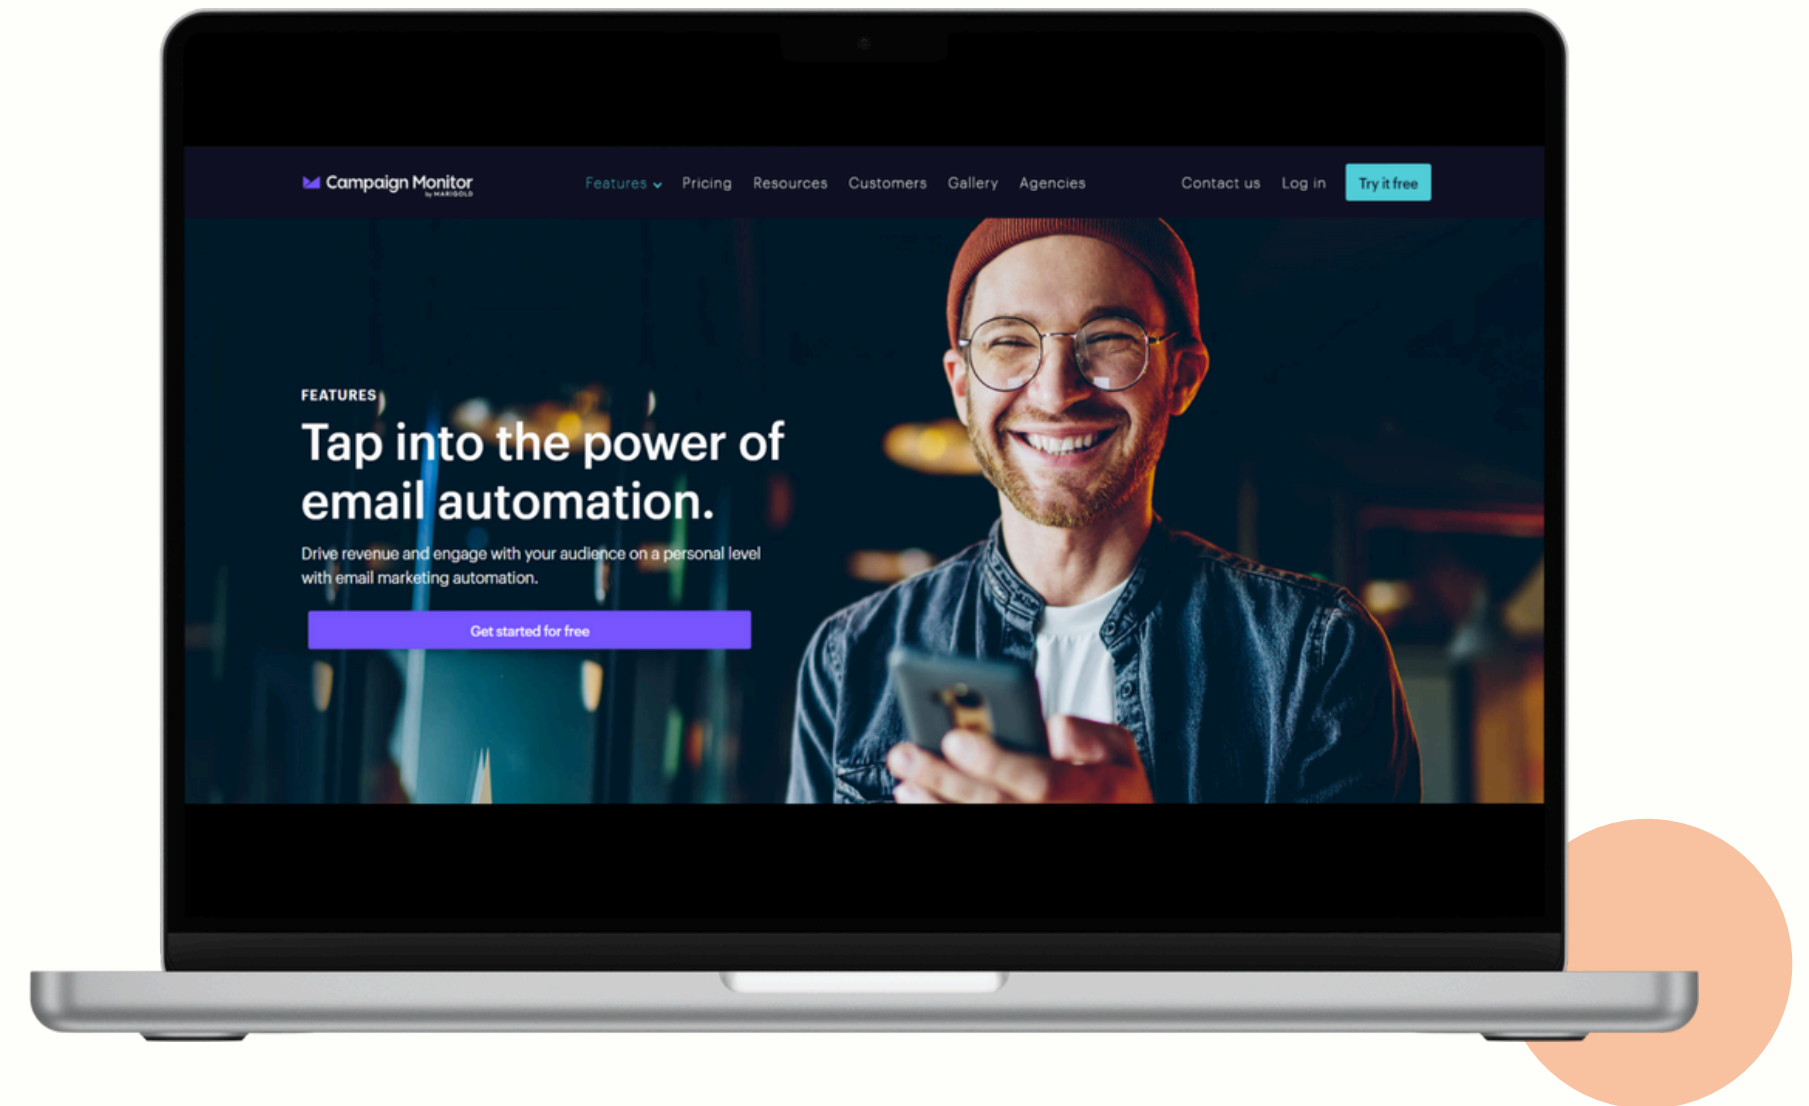 Campaign Monitor
by MARIGOLD
Features Pricing Resources Customers Gallery Agencies Contact us Log in Try it free
FEATURES
Tap into the power of
email automation.
Drive revenue and engage with your audience on a personal level
with email marketing automation.
Get started for free